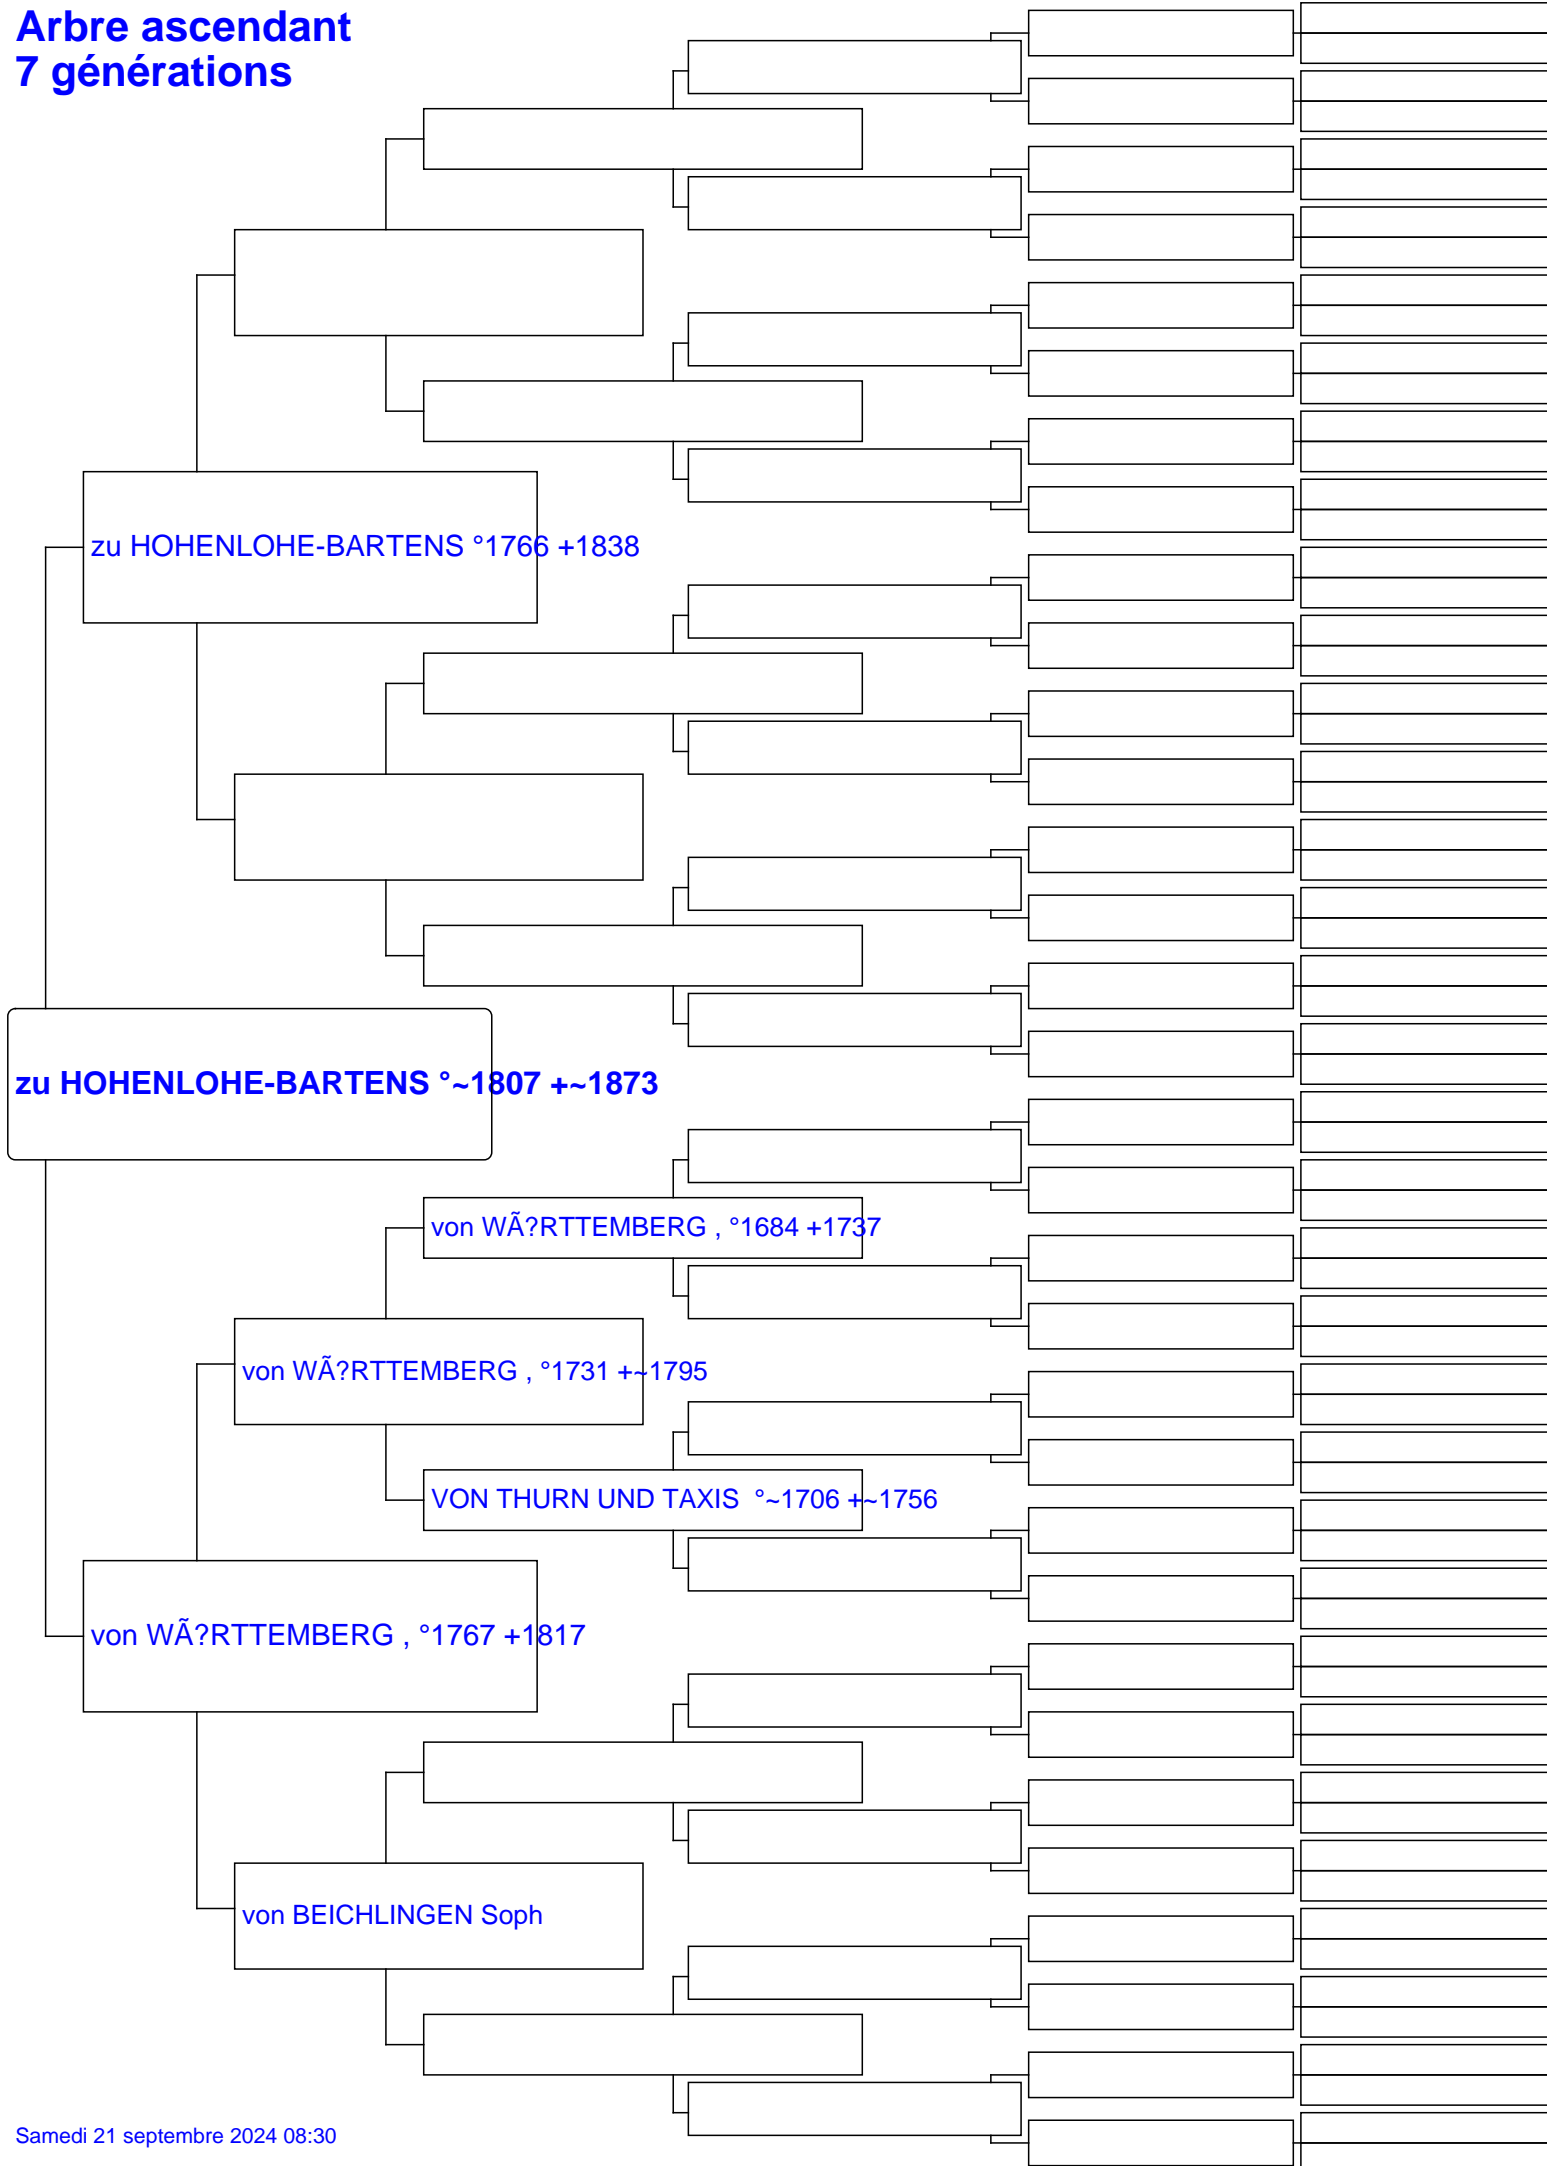 Arbre ascendant
7 générations
zu HOHENLOHE-BARTENS °1766 +1838
zu HOHENLOHE-BARTENS °~1807 +~1873
von WÃ?RTTEMBERG , °1684 +1737
von WÃ?RTTEMBERG , °1731 +~1795
VON THURN UND TAXIS  °~1706 +~1756
von WÃ?RTTEMBERG , °1767 +1817
von BEICHLINGEN Soph
Samedi 21 septembre 2024 08:30